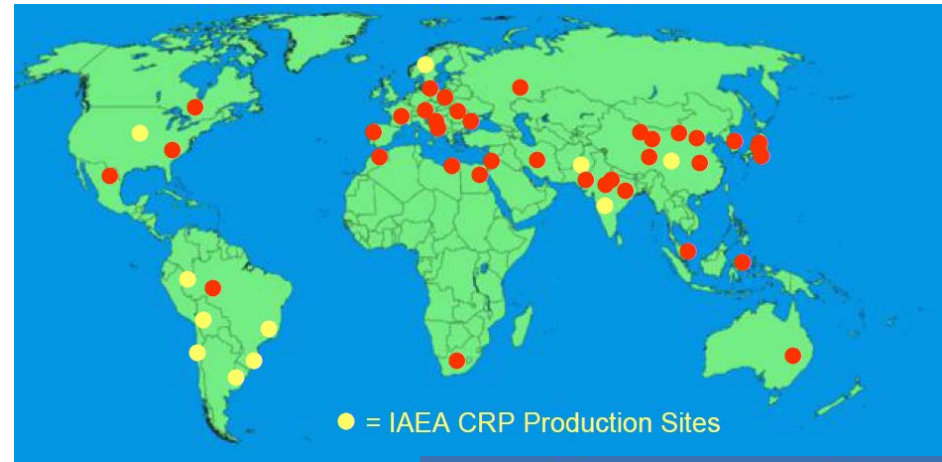 = IAEA CRP Production Sites